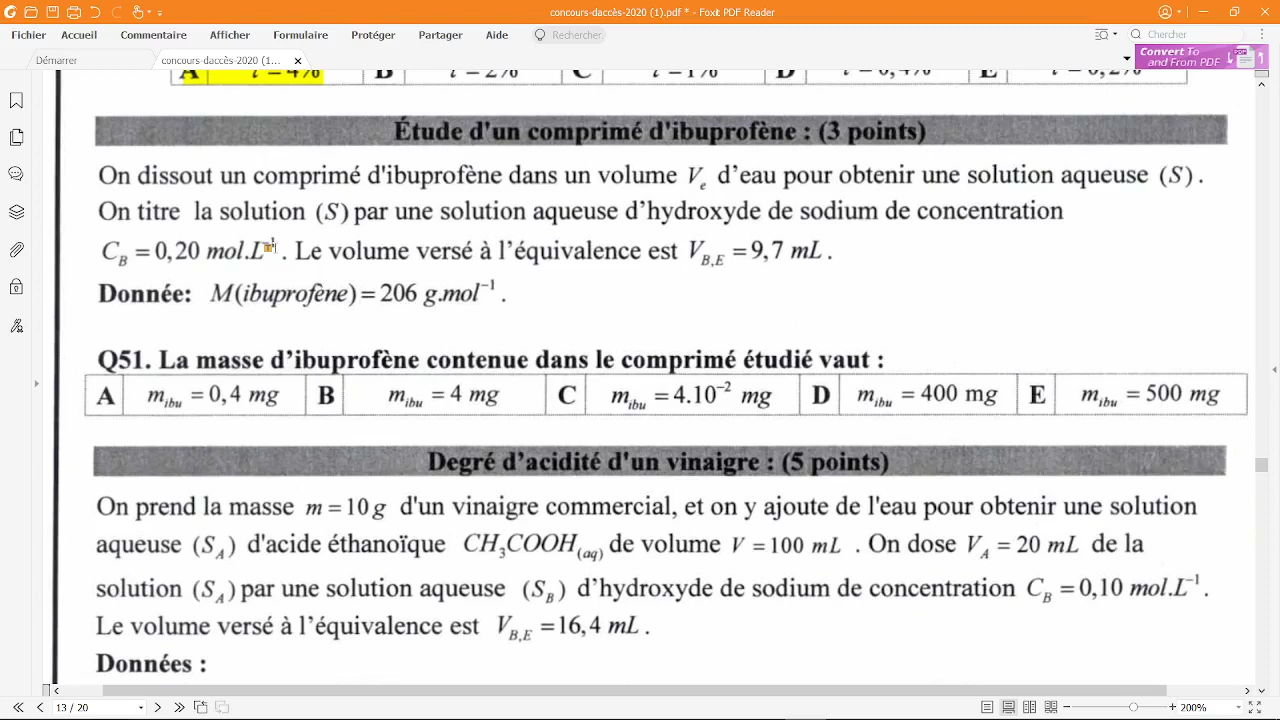 concours-daccès-2020 (1).pdf * - Foxit PDF Reader
Fichier Accueil Commentaire Afficher Formulaire Protéger Partager Aide Rechercher Chercher
Démarrer concours-daccès-2020 (1... Convert To and From PDF
A t = 4% B t = 2% C t = 1% D t = 0,4% E t = 0,2%
Étude d'un comprimé d'ibuprofène : (3 points)
On dissout un comprimé d'ibuprofène dans un volume V_e d'eau pour obtenir une solution aqueuse (S).
On titre la solution (S) par une solution aqueuse d'hydroxyde de sodium de concentration
C_B = 0,20 mol.L⁻¹. Le volume versé à l'équivalence est V_B,E = 9,7 mL.
Donnée: M(ibuprofène) = 206 g.mol⁻¹.
Q51. La masse d'ibuprofène contenue dans le comprimé étudié vaut :
A m_ibu = 0,4 mg B m_ibu = 4 mg C m_ibu = 4.10⁻² mg D m_ibu = 400 mg E m_ibu = 500 mg
Degré d'acidité d'un vinaigre : (5 points)
On prend la masse m = 10 g d'un vinaigre commercial, et on y ajoute de l'eau pour obtenir une solution
aqueuse (S_A) d'acide éthanoïque CH₃COOH(aq) de volume V = 100 mL . On dose V_A = 20 mL de la
solution (S_A) par une solution aqueuse (S_B) d'hydroxyde de sodium de concentration C_B = 0,10 mol.L⁻¹.
Le volume versé à l'équivalence est V_B,E = 16,4 mL.
Données :
13 / 20 200%